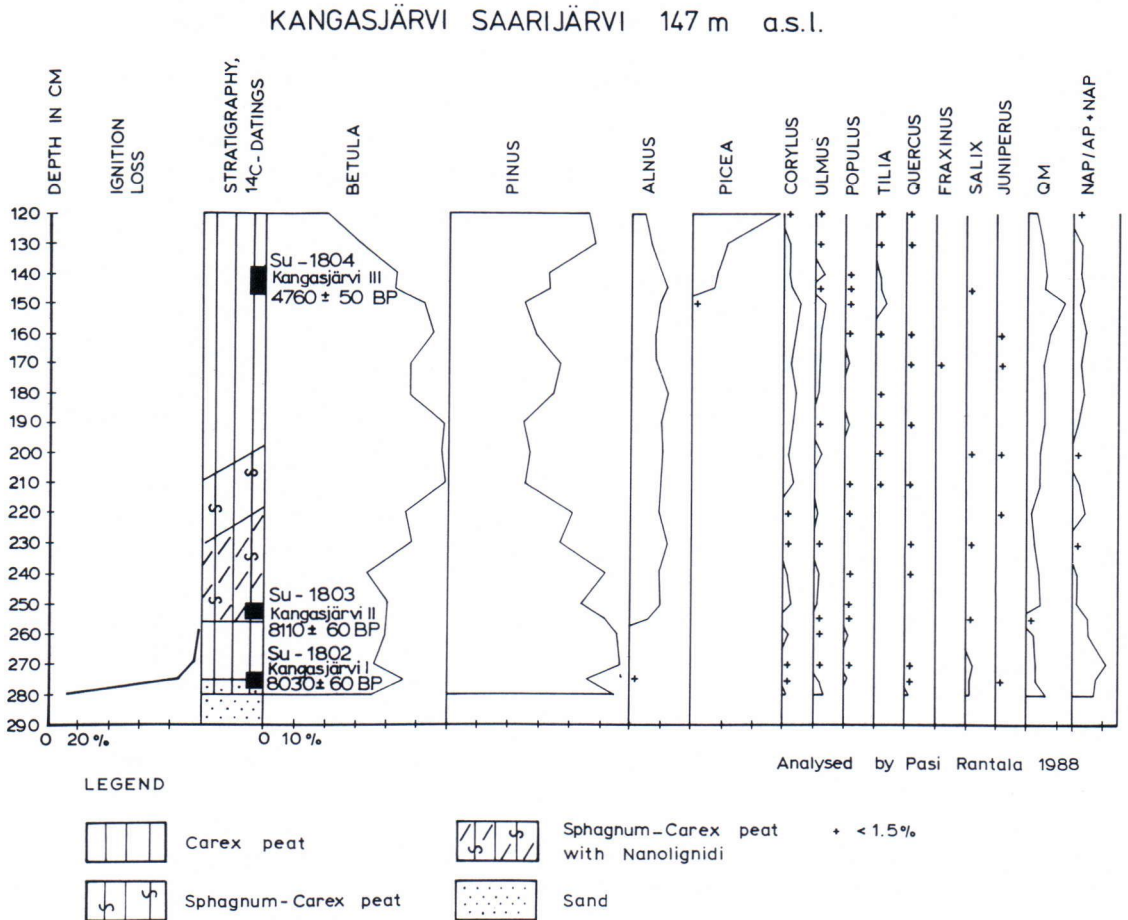 KANGASJÄRVI SAARIJÄRVI 147 m a.s.l.
DEPTH IN CM
IGNITION
LOSS
STRATIGRAPHY,
14C-DATINGS
BETULA
PINUS
ALNUS
PICEA
CORYLUS
ULMUS
POPULUS
TILIA
QUERCUS
FRAXINUS
SALIX
JUNIPERUS
QM
NAP/AP+NAP
120
130
140
150
160
170
180
190
200
210
220
230
240
250
260
270
280
290
Su-1804
Kangasjärvi III
4760 ± 50 BP
Su-1803
Kangasjärvi II
8110 ± 60 BP
Su-1802
Kangasjärvi I
8030 ± 60 BP
0 20% 0 10%
Analysed by Pasi Rantala 1988
LEGEND
Carex peat
Sphagnum-Carex peat
Sphagnum-Carex peat
with Nanolignidi
Sand
+ <1.5%